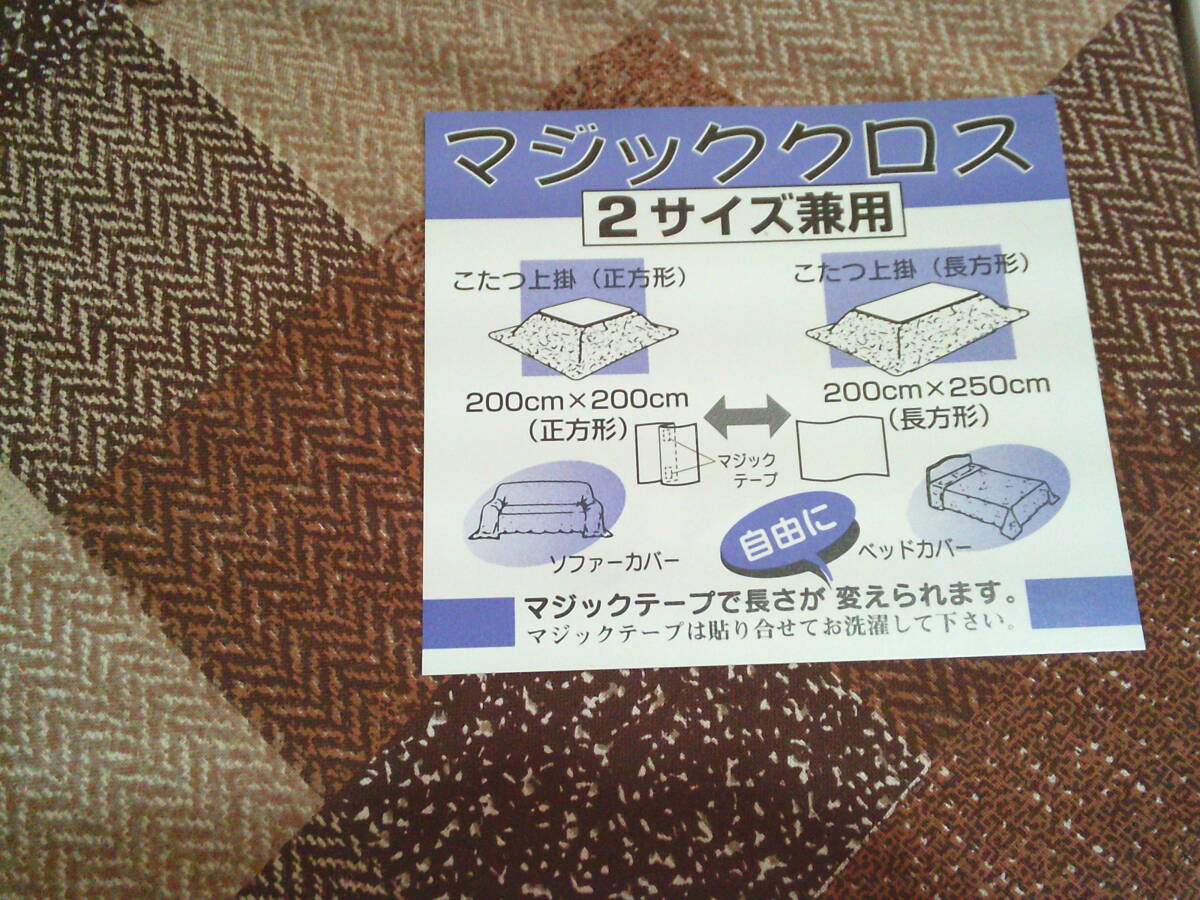 マジッククロス
2サイズ兼用
こたつ上掛(正方形)
こたつ上掛(長方形)
200cm×200cm
(正方形)
200cm×250cm
(長方形)
マジック
テープ
ソファーカバー
自由に
ベッドカバー
マジックテープで長さが変えられます。
マジックテープは貼り合せてお洗濯して下さい。